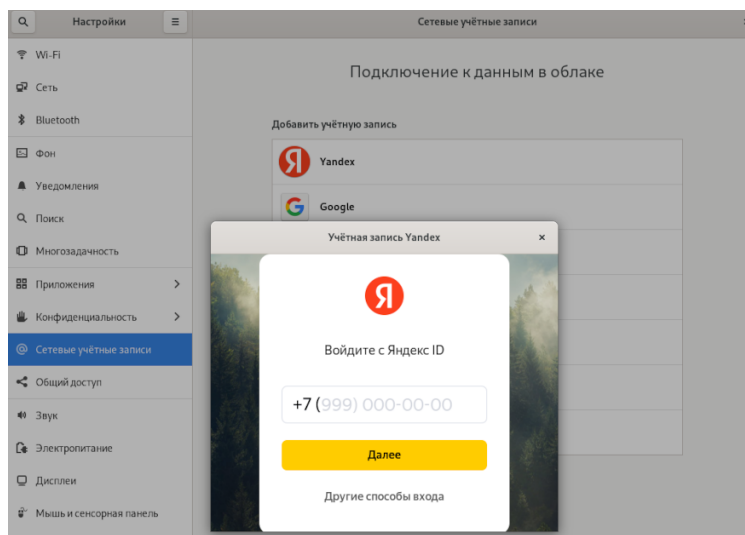 Настройки
Сетевые учётные записи
Wi-Fi
Сеть
Bluetooth
Фон
Уведомления
Поиск
Многозадачность
Приложения
Конфиденциальность
Сетевые учётные записи
Общий доступ
Звук
Электропитание
Дисплеи
Мышь и сенсорная панель
Подключение к данным в облаке
Добавить учётную запись
Я Yandex
G Google
Учётная запись Yandex
Я
Войдите с Яндекс ID
+7 (999) 000-00-00
Далее
Другие способы входа